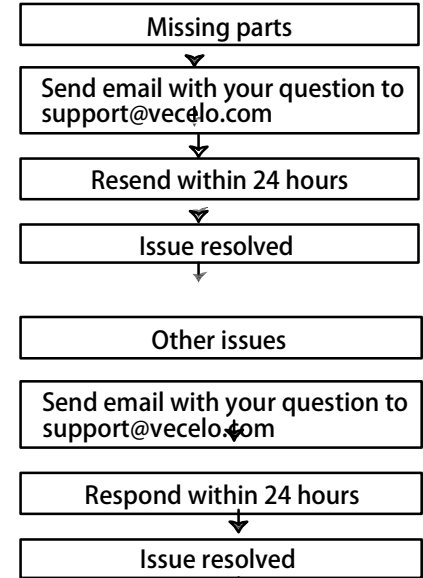 Missing parts
Send email with your question to
support@vecelo.com
Resend within 24 hours
Issue resolved
Other issues
Send email with your question to
support@vecelo.com
Respond within 24 hours
Issue resolved